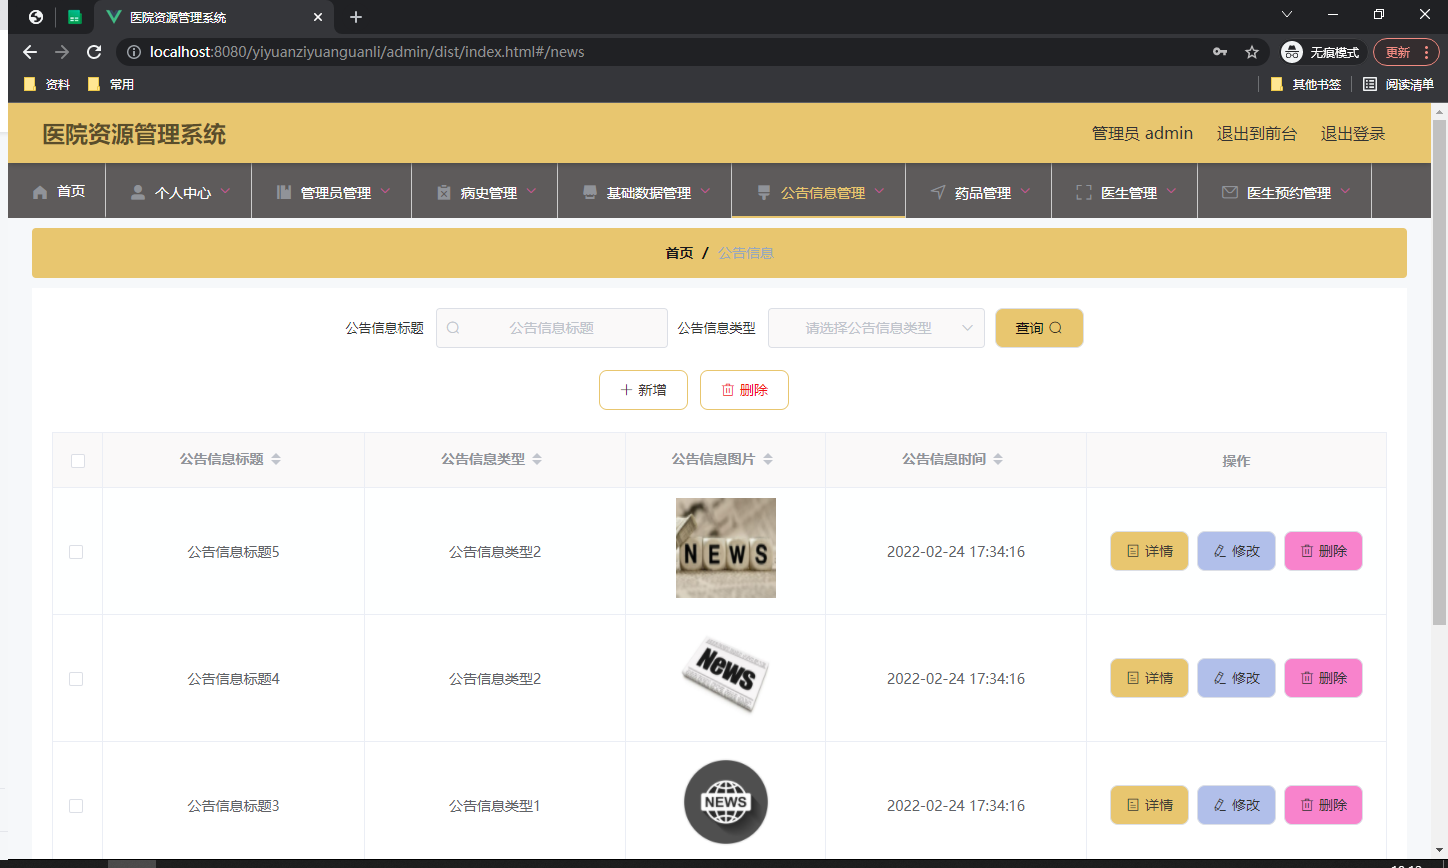 医院资源管理系统
localhost:8080/yiyuanziyuanguanli/admin/dist/index.html#/news
无痕模式
更新
资料
常用
其他书签
阅读清单
医院资源管理系统
管理员 admin
退出到前台
退出登录
首页
个人中心
管理员管理
病史管理
基础数据管理
公告信息管理
药品管理
医生管理
医生预约管理
首页 / 公告信息
公告信息标题
公告信息标题
公告信息类型
请选择公告信息类型
查询
新增
删除
公告信息标题
公告信息类型
公告信息图片
公告信息时间
操作
公告信息标题5
公告信息类型2
NEWS
2022-02-24 17:34:16
详情
修改
删除
公告信息标题4
公告信息类型2
News
2022-02-24 17:34:16
详情
修改
删除
公告信息标题3
公告信息类型1
NEWS
2022-02-24 17:34:16
详情
修改
删除